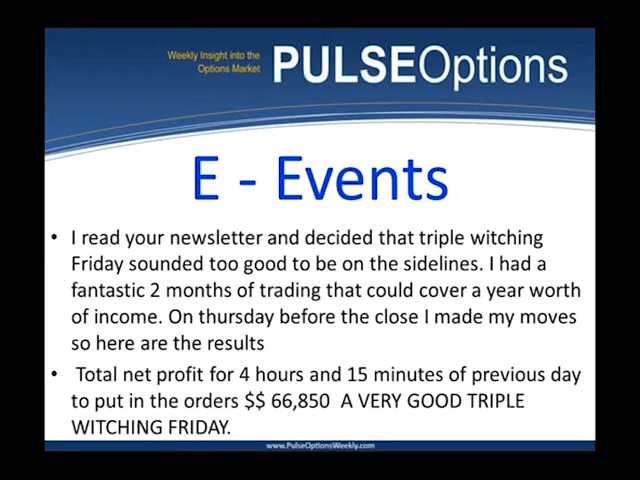 Weekly Insight into the
Options Market
PULSEOptions
E - Events
• I read your newsletter and decided that triple witching
Friday sounded too good to be on the sidelines. I had a
fantastic 2 months of trading that could cover a year worth
of income. On thursday before the close I made my moves
so here are the results
• Total net profit for 4 hours and 15 minutes of previous day
to put in the orders $$ 66,850 A VERY GOOD TRIPLE
WITCHING FRIDAY.
www.PulseOptionsWeekly.com